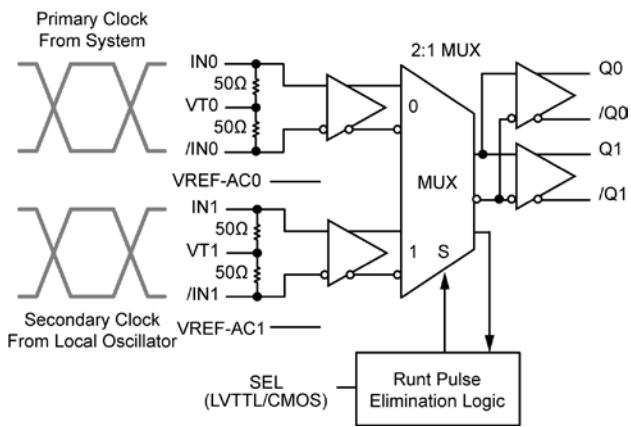 Primary Clock
From System
IN0
50Ω
VT0
50Ω
/IN0
VREF-AC0
IN1
50Ω
VT1
50Ω
/IN1
VREF-AC1
Secondary Clock
From Local Oscillator
2:1 MUX
0
MUX
1
S
Q0
/Q0
Q1
/Q1
SEL
(LVTTL/CMOS)
Runt Pulse
Elimination Logic